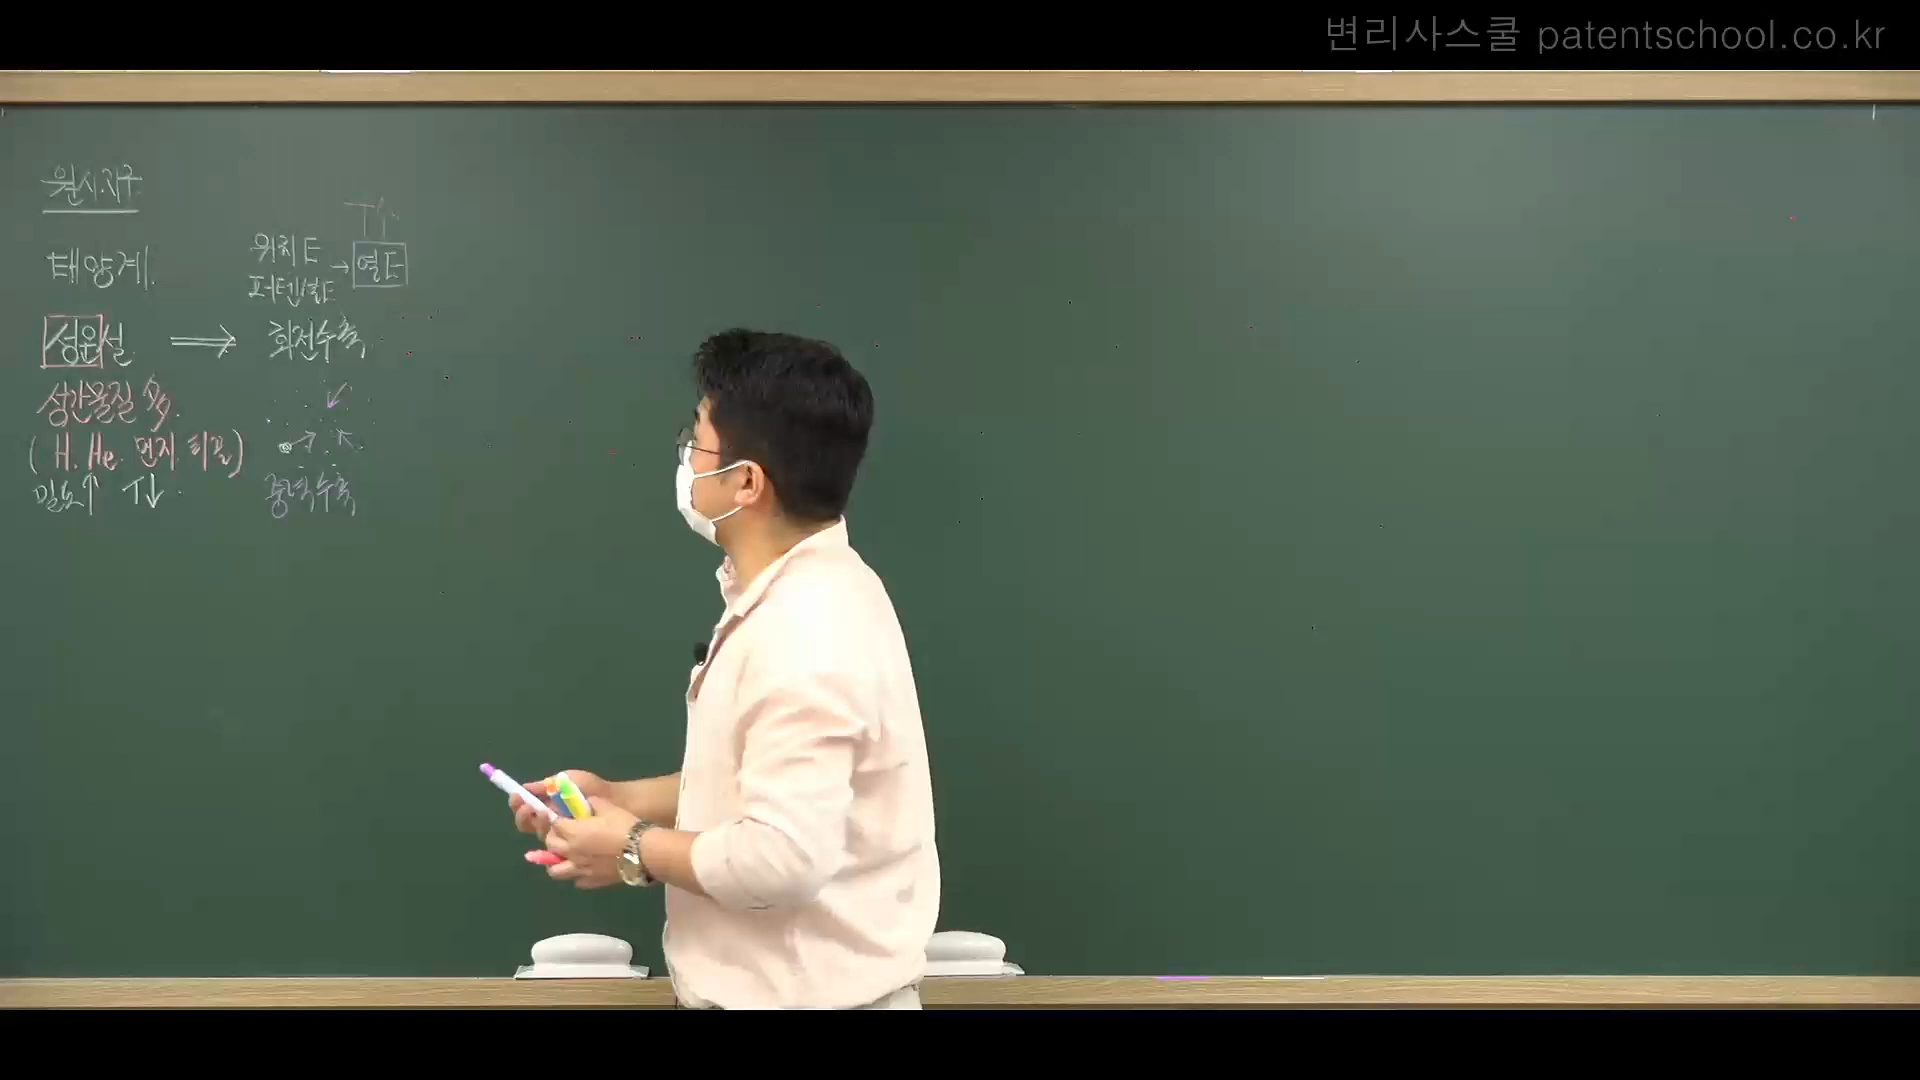 변리사스쿨 patentschool.co.kr
원시지구
태양계.
성운설 ⇒ 회전수축
성간물질 多.
(H. He. 먼지. 티끌)
밀도↑ T↓.
T↑.
위치E
퍼텐셜E → 열E
중력수축